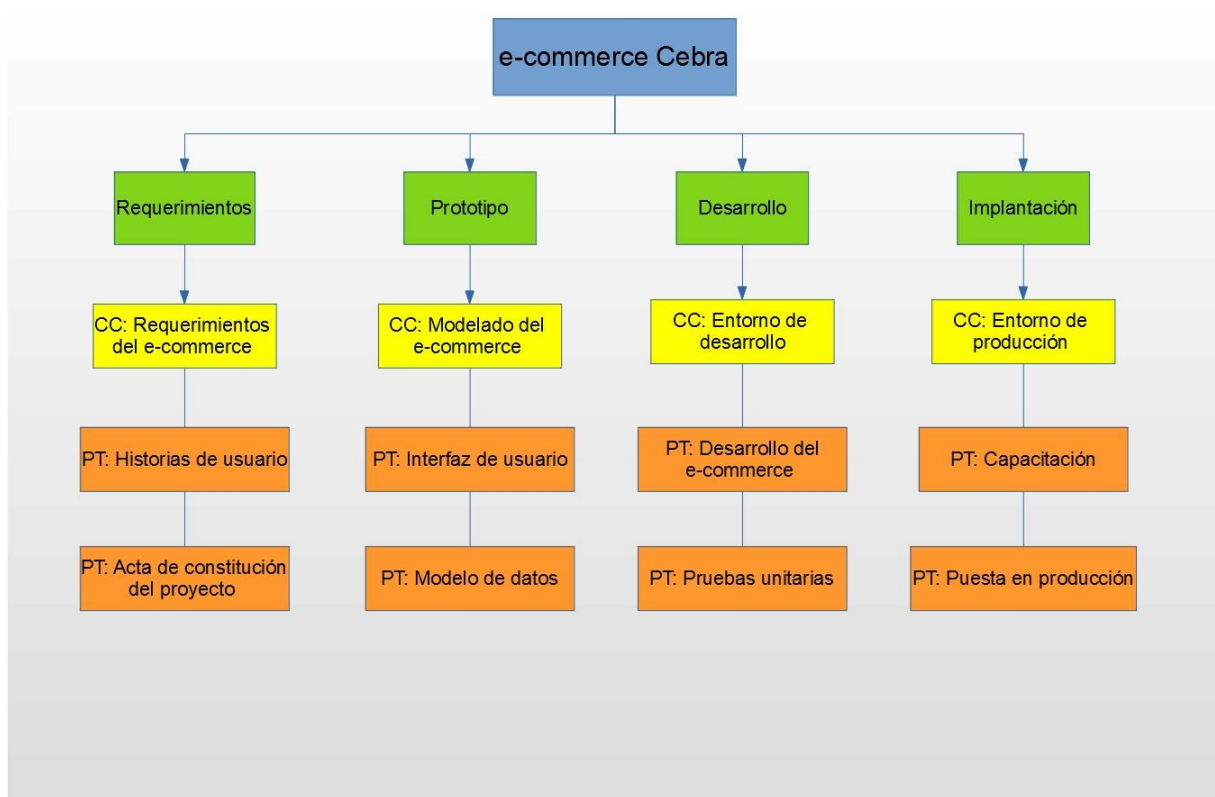 e-commerce Cebra
Requerimientos
Prototipo
Desarrollo
Implantación
CC: Requerimientos
del e-commerce
CC: Modelado del
e-commerce
CC: Entorno de
desarrollo
CC: Entorno de
producción
PT: Historias de usuario
PT: Interfaz de usuario
PT: Desarrollo del
e-commerce
PT: Capacitación
PT: Acta de constitución
del proyecto
PT: Modelo de datos
PT: Pruebas unitarias
PT: Puesta en producción